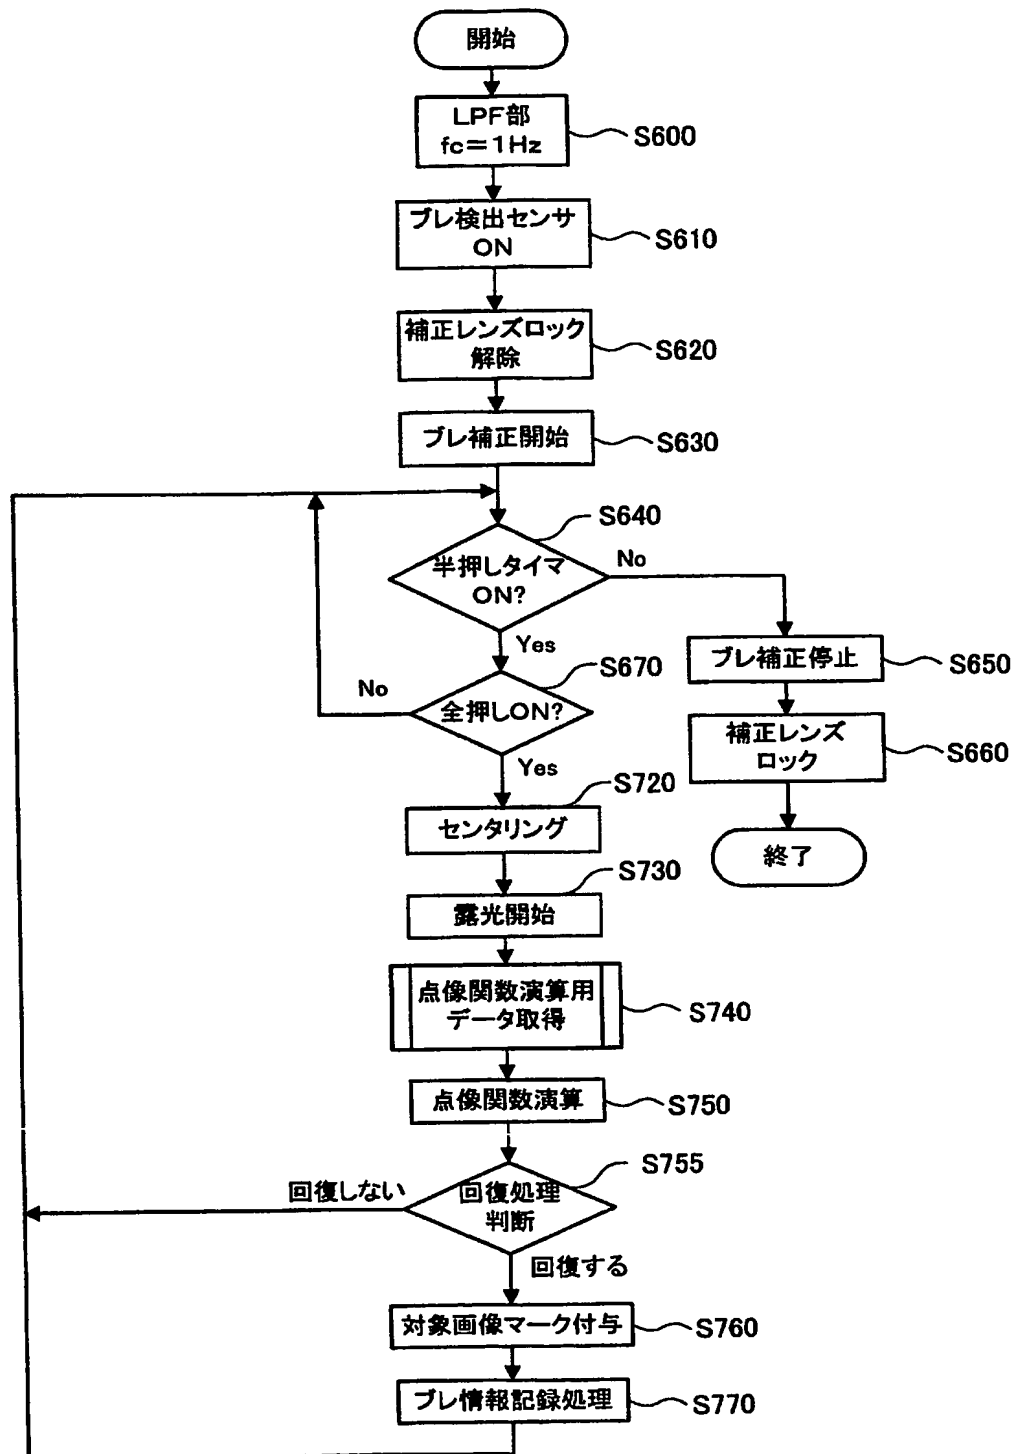 開始
LPF部
fc=1Hz
S600
ブレ検出センサ
ON
S610
補正レンズロック
解除
S620
ブレ補正開始
S630
S640
半押しタイマ
ON?
No
Yes
ブレ補正停止
S650
S670
No
全押しON?
補正レンズ
ロック
S660
Yes
S720
センタリング
終了
S730
露光開始
点像関数演算用
データ取得
S740
点像関数演算
S750
S755
回復しない
回復処理
判断
回復する
対象画像マーク付与
S760
ブレ情報記録処理
S770